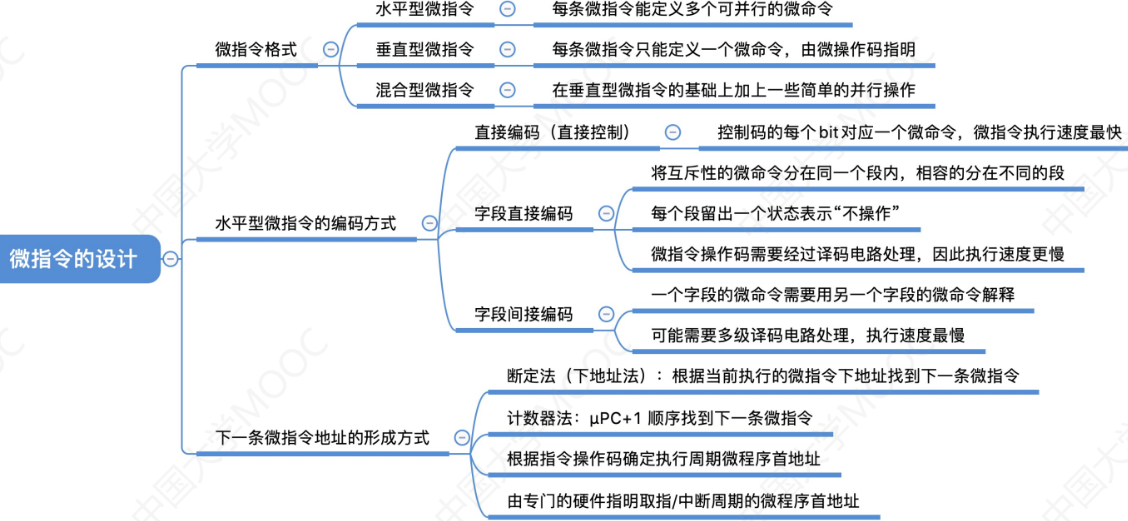 微指令的设计
微指令格式
水平型微指令
每条微指令能定义多个可并行的微命令
垂直型微指令
每条微指令只能定义一个微命令，由微操作码指明
混合型微指令
在垂直型微指令的基础上加上一些简单的并行操作
水平型微指令的编码方式
直接编码（直接控制）
控制码的每个bit对应一个微命令，微指令执行速度最快
字段直接编码
将互斥性的微命令分在同一个段内，相容的分在不同的段
每个段留出一个状态表示“不操作”
微指令操作码需要经过译码电路处理，因此执行速度更慢
字段间接编码
一个字段的微命令需要用另一个字段的微命令解释
可能需要多级译码电路处理，执行速度最慢
下一条微指令地址的形成方式
断定法（下地址法）：根据当前执行的微指令下地址找到下一条微指令
计数器法：μPC+1 顺序找到下一条微指令
根据指令操作码确定执行周期微程序首地址
由专门的硬件指明取指/中断周期的微程序首地址
中国大学MOOC